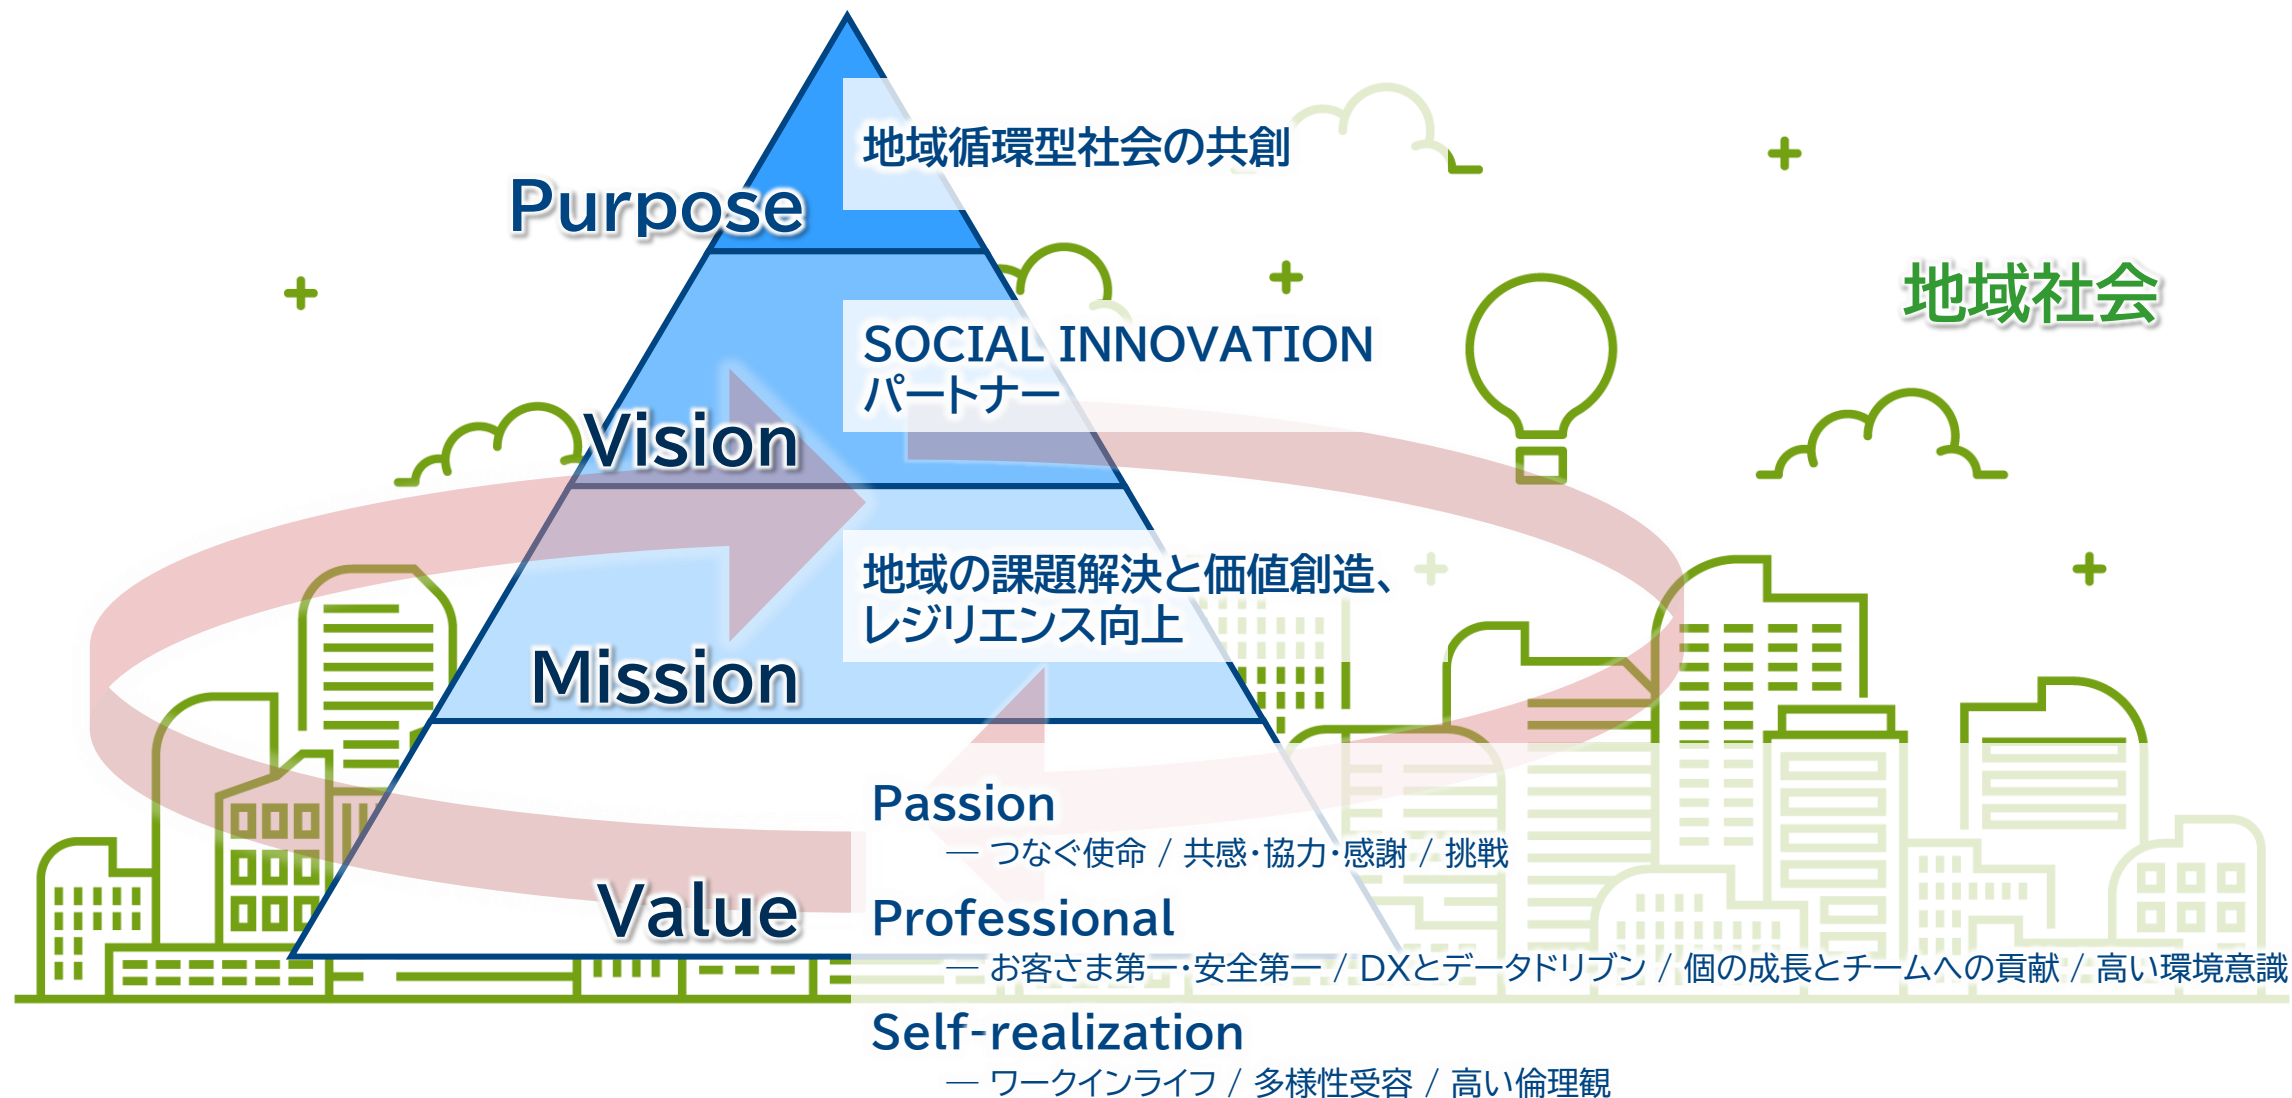 Purpose
地域循環型社会の共創
地域社会
Vision
SOCIAL INNOVATION
パートナー
Mission
地域の課題解決と価値創造、
レジリエンス向上
Value
Passion
― つなぐ使命 / 共感・協力・感謝 / 挑戦
Professional
― お客さま第一・安全第一 / DXとデータドリブン / 個の成長とチームへの貢献 / 高い環境意識
Self-realization
― ワークインライフ / 多様性受容 / 高い倫理観